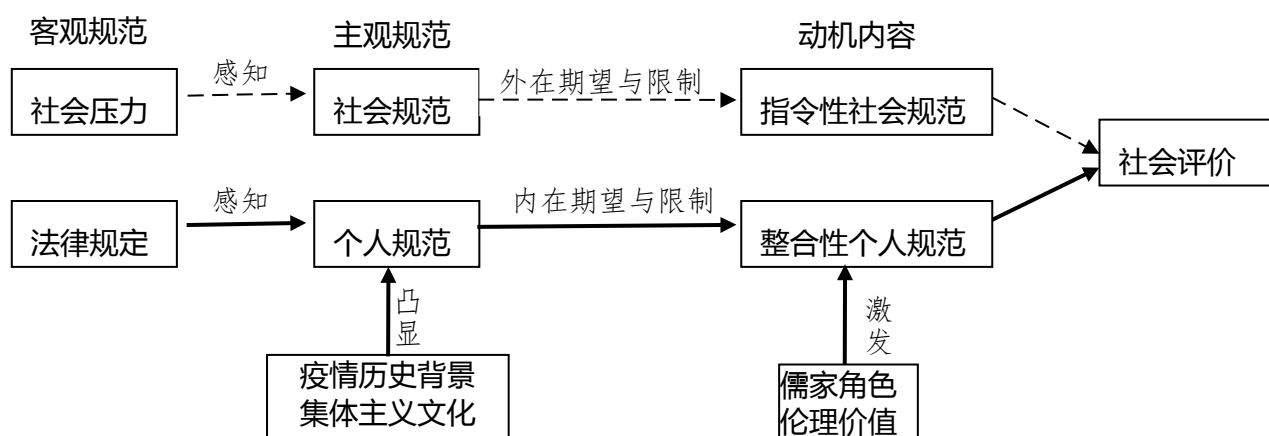 客观规范
主观规范
动机内容
社会压力
感知
社会规范
外在期望与限制
指令性社会规范
社会评价
法律规定
感知
个人规范
内在期望与限制
整合性个人规范
凸
显
激
发
疫情历史背景
集体主义文化
儒家角色
伦理价值